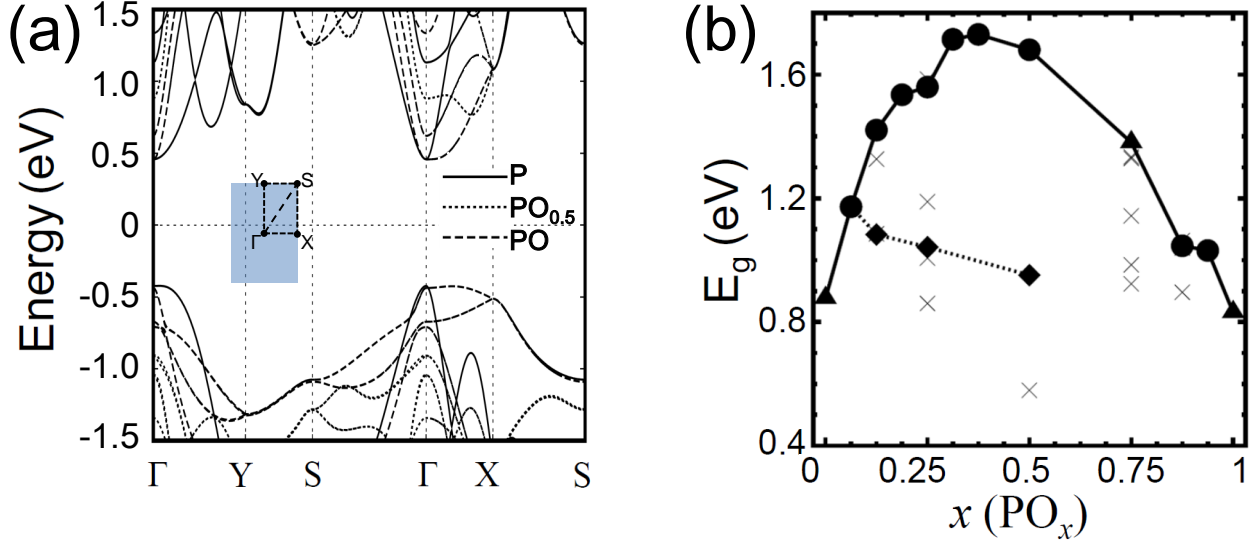 (a)
Energy (eV)
1.5
1.0
0.5
0
-0.5
-1.0
-1.5
Γ Y S Γ X S
Y S
Γ X
P
PO0.5
PO
(b)
Eg (eV)
1.6
1.2
0.8
0.4
0 0.25 0.5 0.75 1
x (POx)